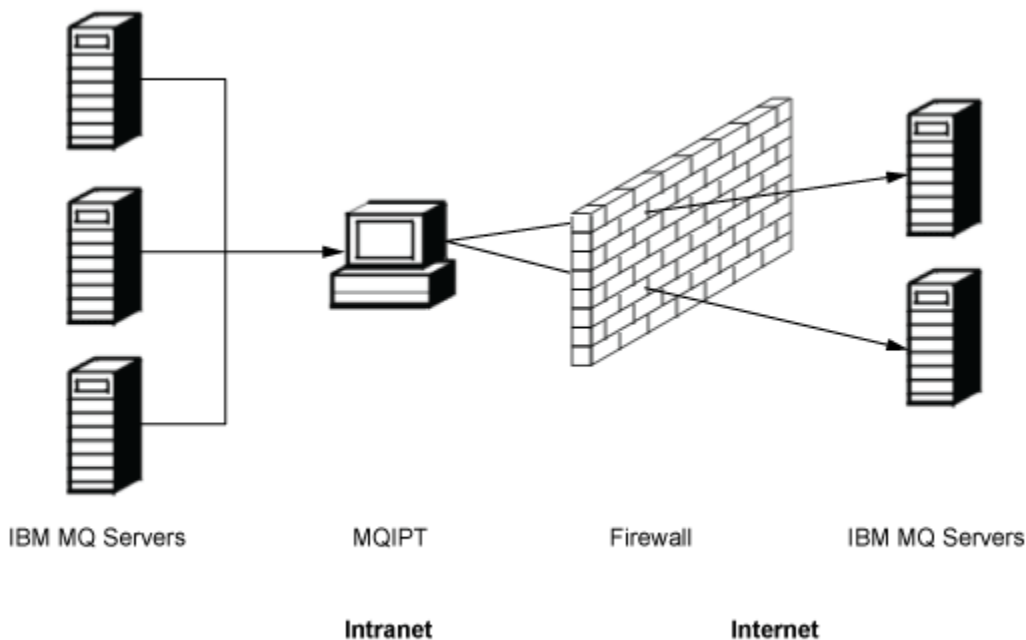 IBM MQ Servers
MQIPT
Firewall
IBM MQ Servers
Intranet
Internet